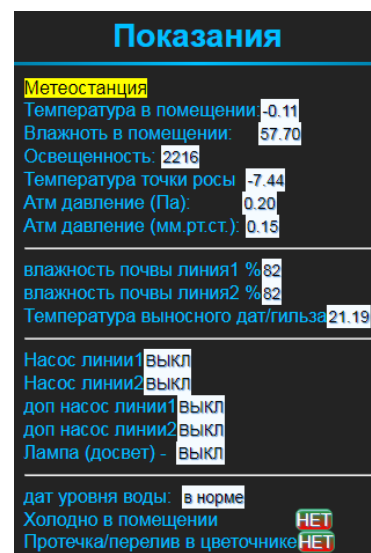 Показания
Метеостанция
Температура в помещении: -0.11
Влажноть в помещении: 57.70
Освещенность: 2216
Температура точки росы -7.44
Атм давление (Па): 0.20
Атм давление (мм.рт.ст.): 0.15
влажность почвы линия1 %82
влажность почвы линия2 %82
Температура выносного дат/гильза 21.19
Насос линии1 ВЫКЛ
Насос линии2 ВЫКЛ
доп насос линии1 ВЫКЛ
доп насос линии2 ВЫКЛ
Лампа (досвет) - ВЫКЛ
дат уровня воды: в норме
Холодно в помещении НЕТ
Протечка/перелив в цветочнике НЕТ